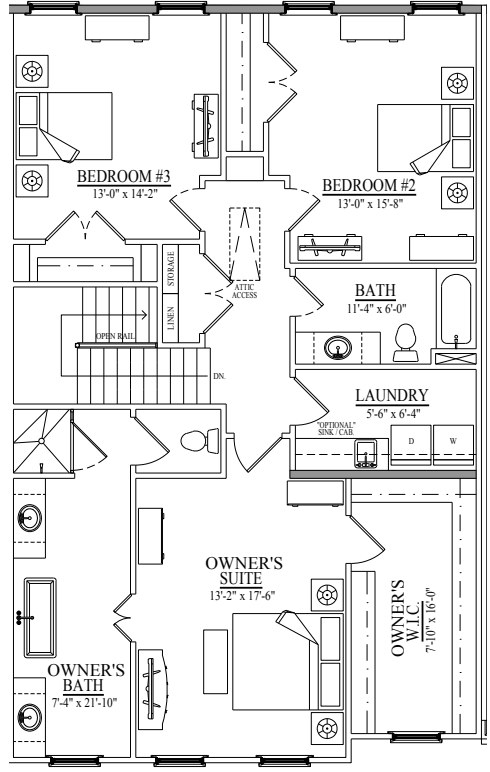 BEDROOM #3
13'-0" x 14'-2"
BEDROOM #2
13'-0" x 15'-8"
STORAGE
LINEN
ATTIC
ACCESS
BATH
11'-4" x 6'-0"
OPEN RAIL
DN.
LAUNDRY
5'-6" x 6'-4"
"OPTIONAL"
SINK / CAB.
D
W
OWNER'S
SUITE
13'-2" x 17'-6"
OWNER'S
W.I.C.
7'-10" x 16'-0"
OWNER'S
BATH
7'-4" x 21'-10"